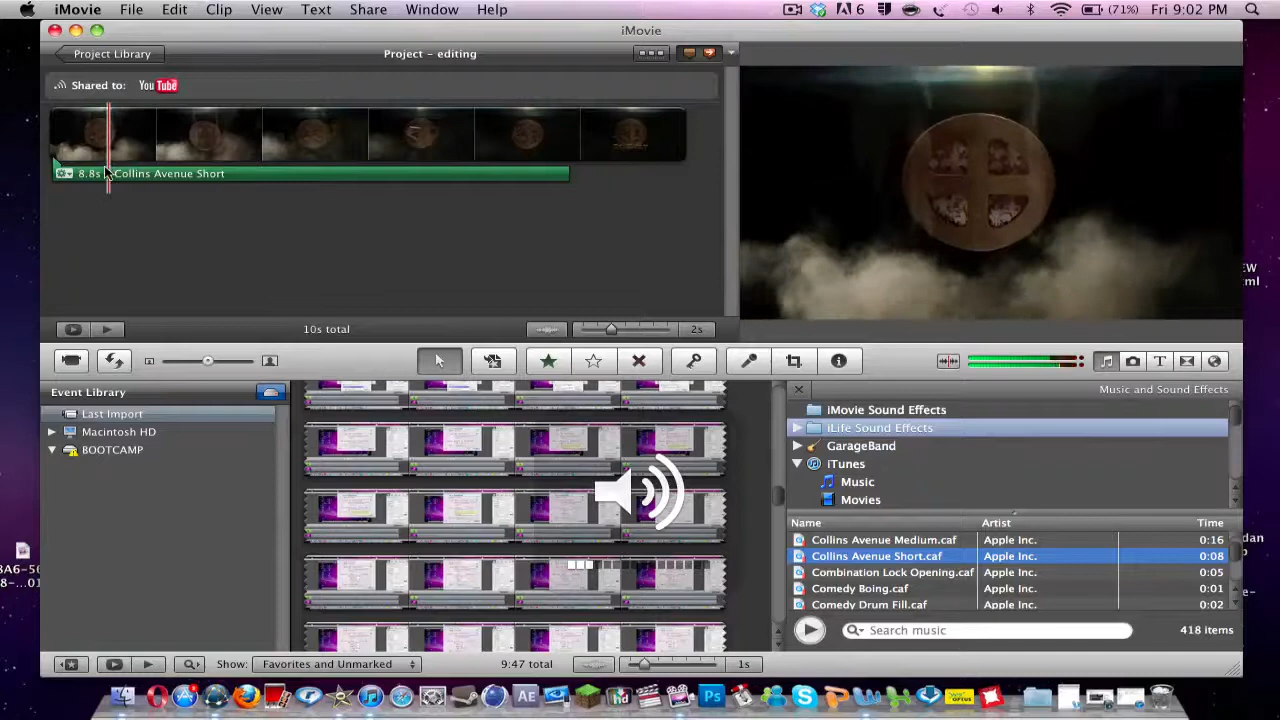 iMovie File Edit Clip View Text Share Window Help 6 (71%) Fri 9:02 PM
iMovie
Project Library Project – editing
Shared to: YouTube
8.8s Collins Avenue Short
10s total 2s
Event Library
Last Import
Macintosh HD
BOOTCAMP
Show: Favorites and Unmarked 9:47 total 1s
Music and Sound Effects
iMovie Sound Effects
iLife Sound Effects
GarageBand
iTunes
Music
Movies
Name Artist Time
Collins Avenue Medium.caf Apple Inc. 0:16
Collins Avenue Short.caf Apple Inc. 0:08
Combination Lock Opening.caf Apple Inc. 0:05
Comedy Boing.caf Apple Inc. 0:01
Comedy Drum Fill.caf Apple Inc. 0:02
Search music 418 items
Ae Ps